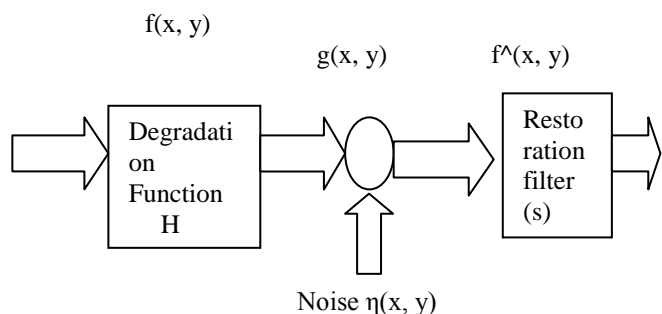 f(x, y)
g(x, y)
f^(x, y)
Degradati
on
Function
H
Resto
ration
filter
(s)
Noise η(x, y)